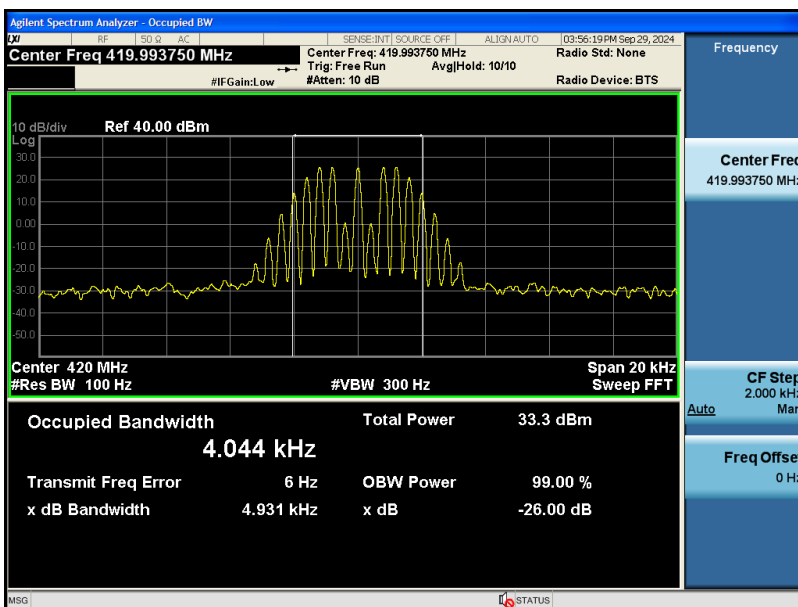 Agilent Spectrum Analyzer - Occupied BW
LXI RF 50 Ω AC SENSE:INT SOURCE OFF ALIGN AUTO 03:56:19 PM Sep 29, 2024
Center Freq 419.993750 MHz
Center Freq: 419.993750 MHz
Radio Std: None
Trig: Free Run Avg|Hold: 10/10
#IFGain:Low
#Atten: 10 dB
Radio Device: BTS
10 dB/div Ref 40.00 dBm
Log
30.0
20.0
10.0
0.00
-10.0
-20.0
-30.0
-40.0
-50.0
Center 420 MHz Span 20 kHz
#Res BW 100 Hz #VBW 300 Hz Sweep FFT
Occupied Bandwidth Total Power 33.3 dBm
4.044 kHz
Transmit Freq Error 6 Hz OBW Power 99.00 %
x dB Bandwidth 4.931 kHz x dB -26.00 dB
MSG STATUS
Frequency
Center Freq
419.993750 MHz
CF Step
2.000 kHz
Auto Man
Freq Offset
0 Hz